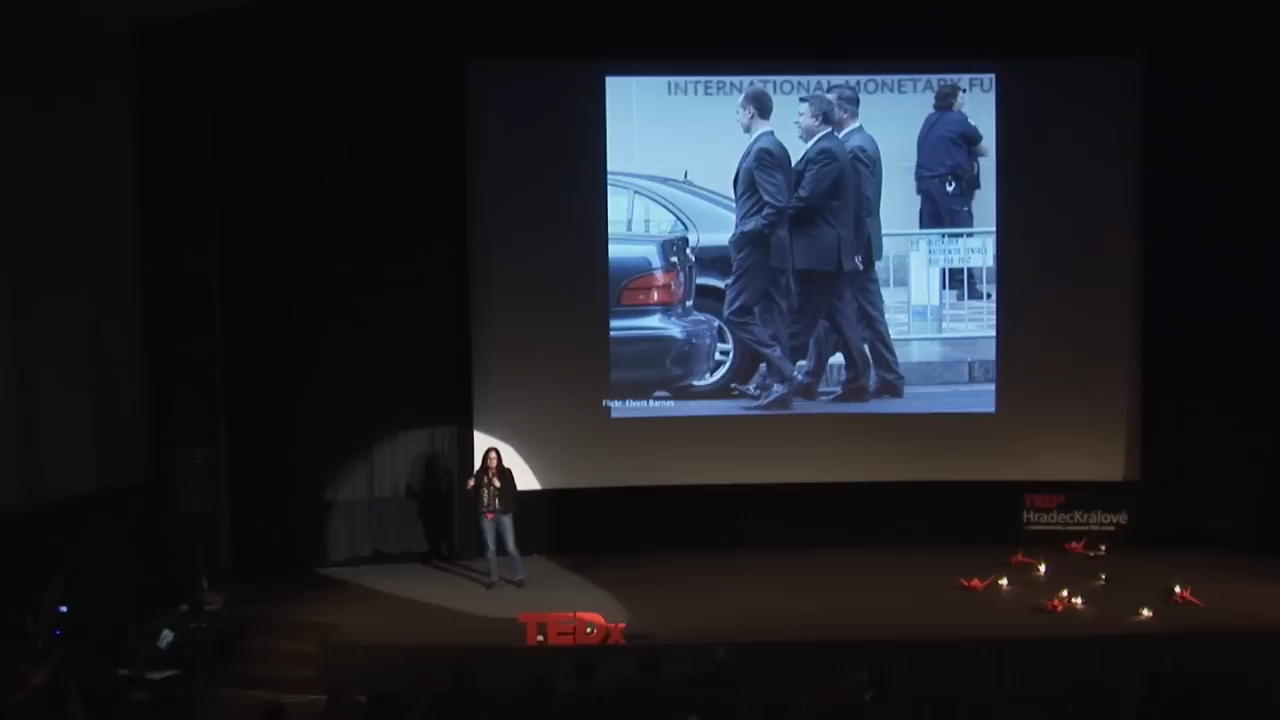 INTERNATIONAL MONETARY FU
Flickr Elvert Barnes
TEDx
HradecKrálové
TEDx